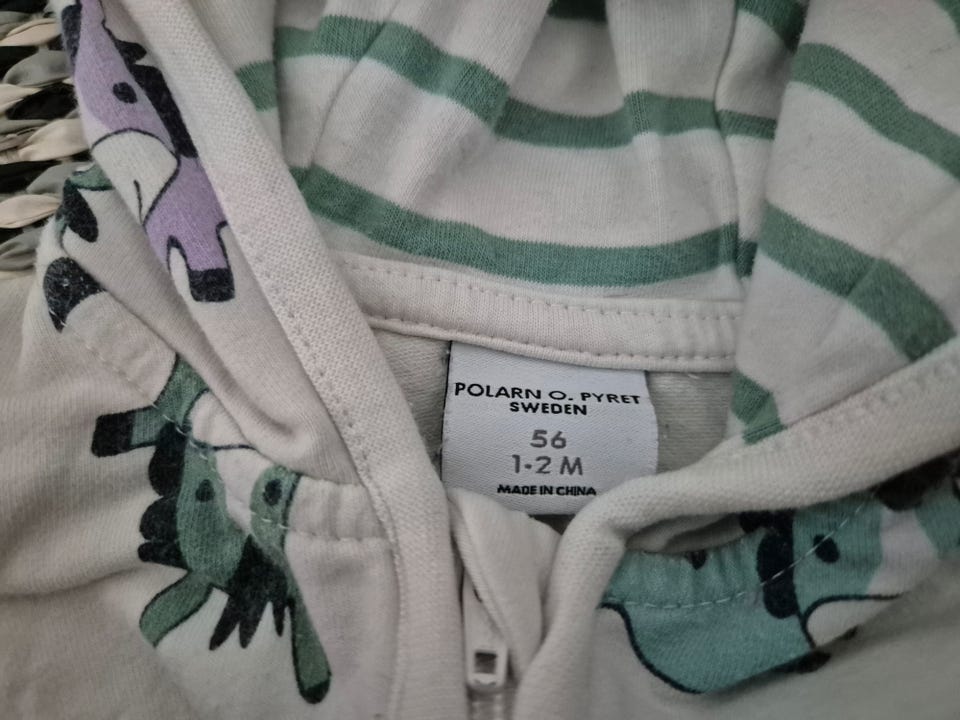 POLARN O. PYRET
SWEDEN
56
1-2 M
MADE IN CHINA